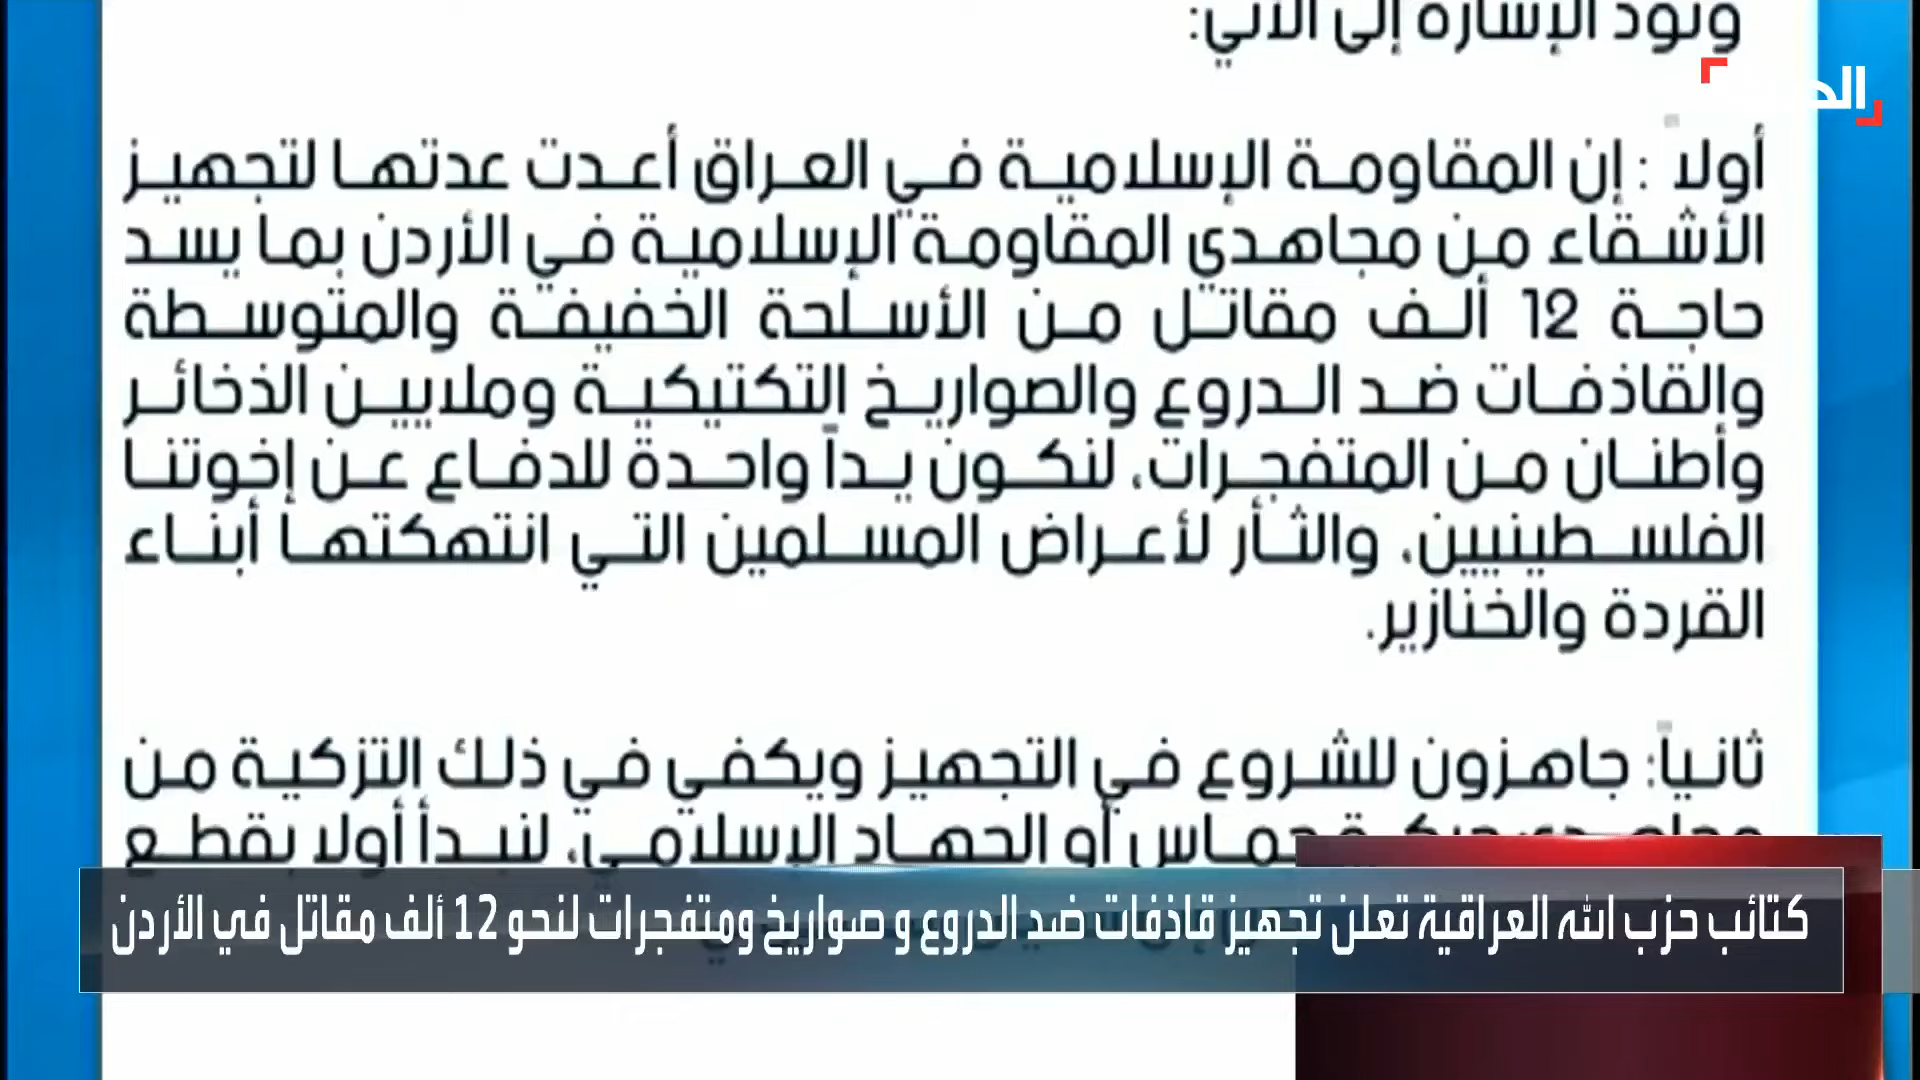 ونود الإشارة إلى الآتي:
أولاً : إن المقاومة الإسلامية في العراق أعدت عدتها لتجهيز
الأشقاء من مجاهدي المقاومة الإسلامية في الأردن بما يسد
حاجة 12 ألف مقاتل من الأسلحة الخفيفة والمتوسطة
والقاذفات ضد الدروع والصواريخ التكتيكية وملايين الذخائر
وأطنان من المتفجرات، لنكون يداً واحدة للدفاع عن إخوتنا
الفلسطينيين، والثأر لأعراض المسلمين التي انتهكتها أبناء
القردة والخنازير.
ثانياً: جاهزون للشروع في التجهيز ويكفي في ذلك التزكية من
مجاهدي حركة حماس أو الجهاد الإسلامي، لنبدأ أولا بقطع
كتائب حزب الله العراقية تعلن تجهيز قاذفات ضد الدروع و صواريخ ومتفجرات لنحو 12 ألف مقاتل في الأردن